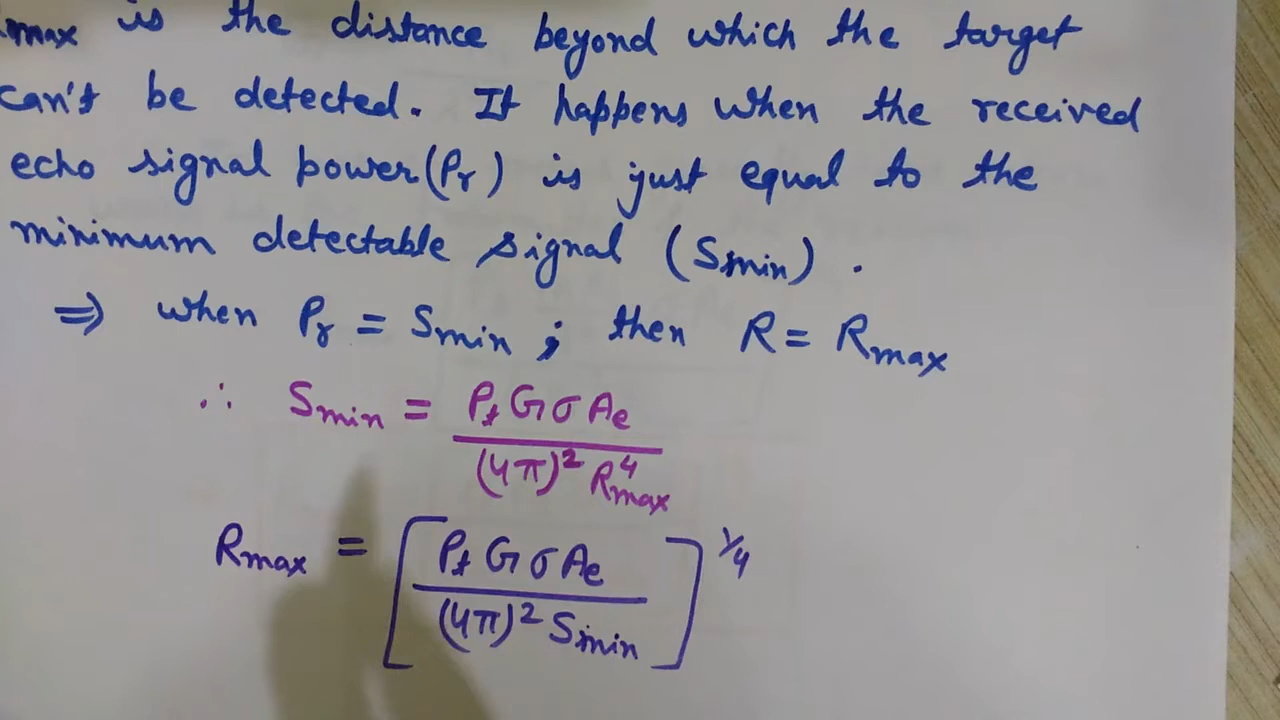 max is the distance beyond which the target
can't be detected. It happens when the received
echo signal power (Pr) is just equal to the
minimum detectable signal (Smin).
⇒ when Pr = Smin ; then R = Rmax
∴ Smin = Pt G σ Ae / (4π)² R⁴max
Rmax = [Pt G σ Ae / (4π)² Smin]^1/4